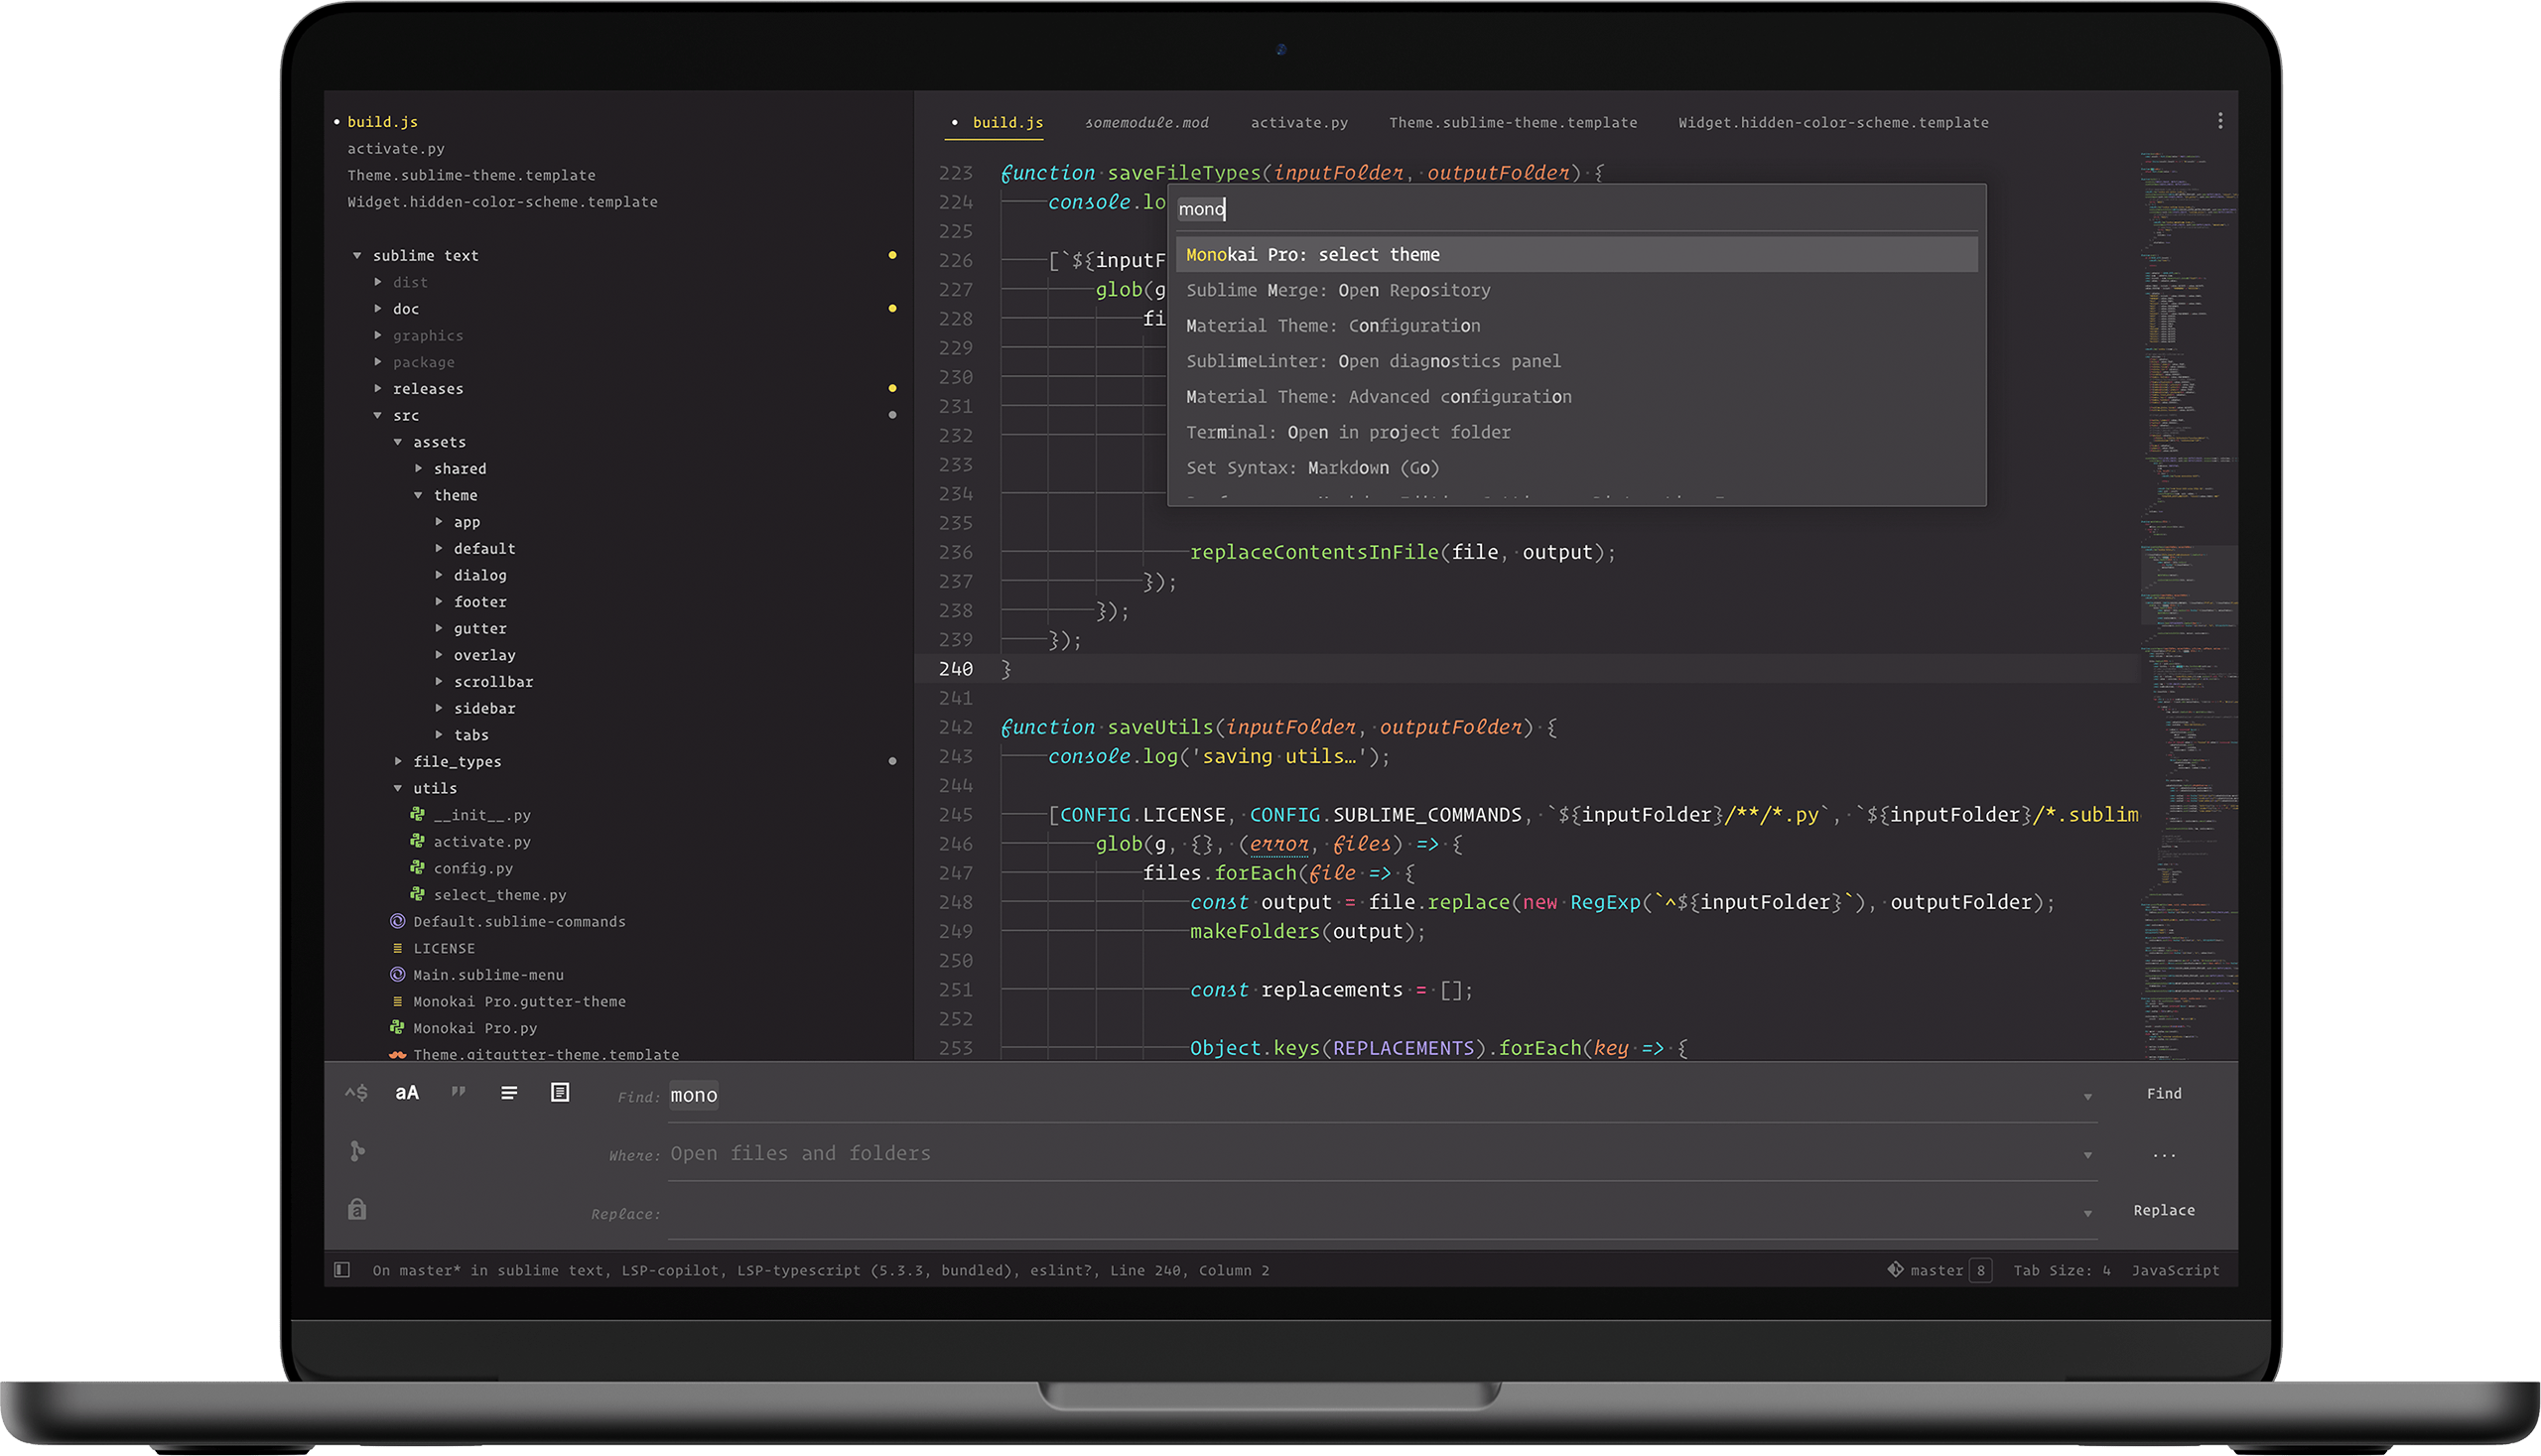 build.js
activate.py
Theme.sublime-theme.template
Widget.hidden-color-scheme.template
sublime text
dist
doc
graphics
package
releases
src
assets
shared
theme
app
default
dialog
footer
gutter
overlay
scrollbar
sidebar
tabs
file_types
utils
__init__.py
activate.py
config.py
select_theme.py
Default.sublime-commands
LICENSE
Main.sublime-menu
Monokai Pro.gutter-theme
Monokai Pro.py
Theme.gitgutter-theme.template
• build.js somemodule.mod activate.py Theme.sublime-theme.template Widget.hidden-color-scheme.template
223 function saveFileTypes(inputFolder, outputFolder) {
224 console.lo
225
226 [`${inputF
227 glob(g
228 fi
229
230
231
232
233
234
235
236 replaceContentsInFile(file, output);
237 });
238 });
239 });
240 }
241
242 function saveUtils(inputFolder, outputFolder) {
243 console.log('saving utils…');
244
245 [CONFIG.LICENSE, CONFIG.SUBLIME_COMMANDS, `${inputFolder}/**/*.py`, `${inputFolder}/*.sublim
246 glob(g, {}, (error, files) => {
247 files.forEach(file => {
248 const output = file.replace(new RegExp(`^${inputFolder}`), outputFolder);
249 makeFolders(output);
250
251 const replacements = [];
252
253 Object.keys(REPLACEMENTS).forEach(key => {
mono
Monokai Pro: select theme
Sublime Merge: Open Repository
Material Theme: Configuration
SublimeLinter: Open diagnostics panel
Material Theme: Advanced configuration
Terminal: Open in project folder
Set Syntax: Markdown (Go)
^$ aA ” Find: mono Find
Where: Open files and folders ...
a Replace: Replace
On master* in sublime text, LSP-copilot, LSP-typescript (5.3.3, bundled), eslint?, Line 240, Column 2 master 8 Tab Size: 4 JavaScript